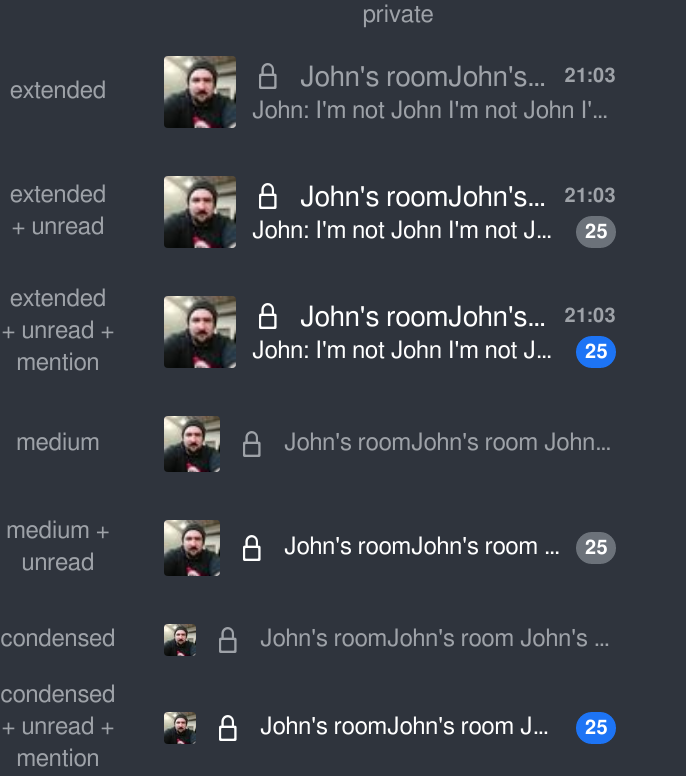 private
extended
John's roomJohn's... 21:03
John: I'm not John I'm not John I'...
extended
+ unread
John's roomJohn's... 21:03
John: I'm not John I'm not J... 25
extended
+ unread +
mention
John's roomJohn's... 21:03
John: I'm not John I'm not J... 25
medium
John's roomJohn's room John...
medium +
unread
John's roomJohn's room ... 25
condensed
John's roomJohn's room John's ...
condensed
+ unread +
mention
John's roomJohn's room J... 25